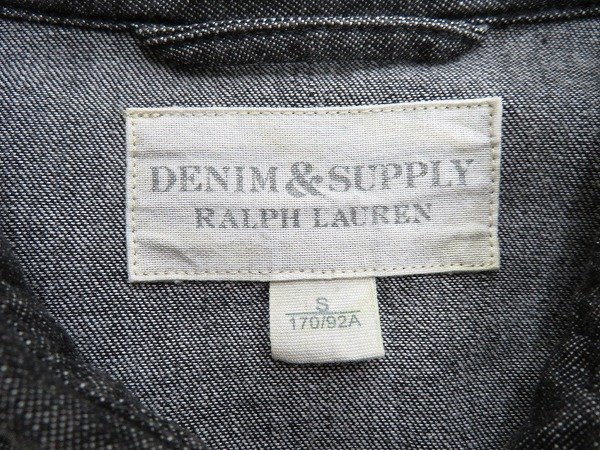 DENIM & SUPPLY
RALPH LAUREN
S
170/92A